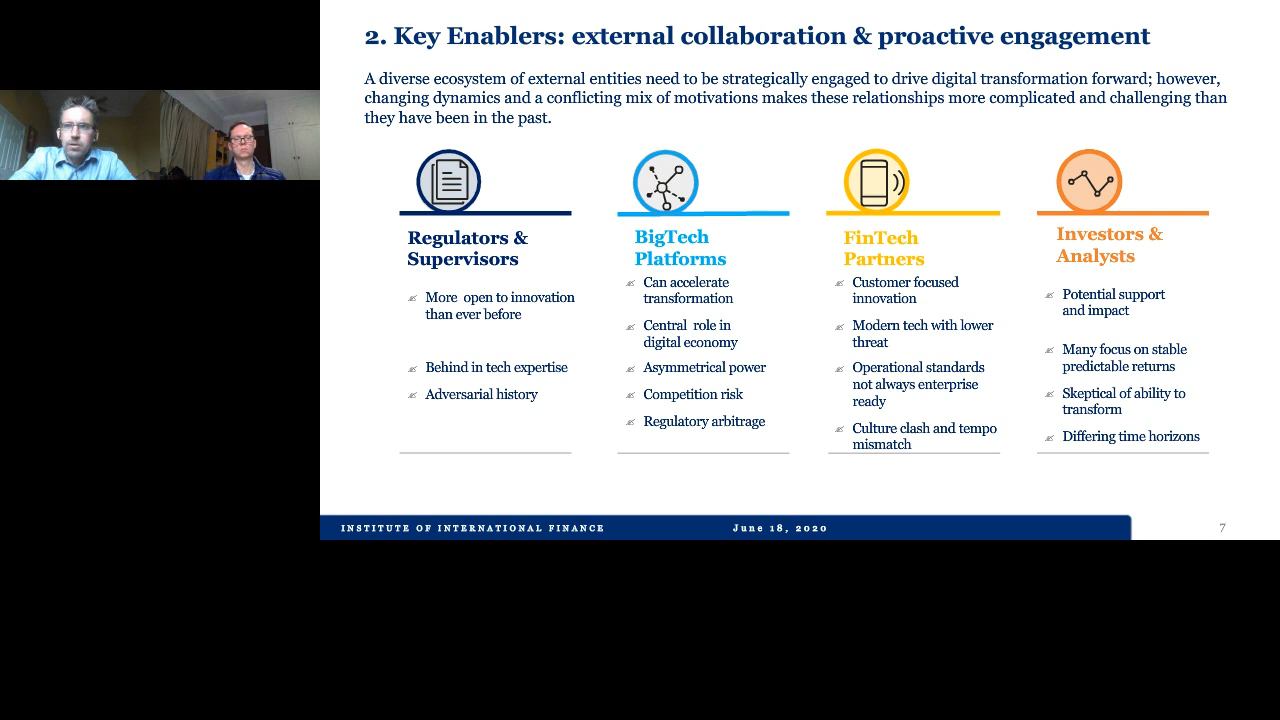 2. Key Enablers: external collaboration & proactive engagement
A diverse ecosystem of external entities need to be strategically engaged to drive digital transformation forward; however,
changing dynamics and a conflicting mix of motivations makes these relationships more complicated and challenging than
they have been in the past.
Regulators &
Supervisors
More open to innovation
than ever before
Behind in tech expertise
Adversarial history
BigTech
Platforms
Can accelerate
transformation
Central role in
digital economy
Asymmetrical power
Competition risk
Regulatory arbitrage
FinTech
Partners
Customer focused
innovation
Modern tech with lower
threat
Operational standards
not always enterprise
ready
Culture clash and tempo
mismatch
Investors &
Analysts
Potential support
and impact
Many focus on stable
predictable returns
Skeptical of ability to
transform
Differing time horizons
INSTITUTE OF INTERNATIONAL FINANCE
June 18, 2020
7